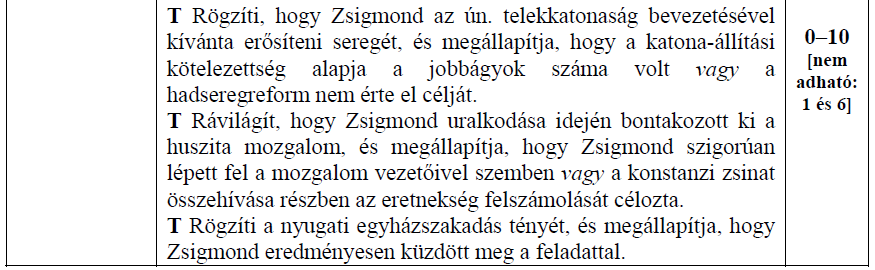 T Rögzíti, hogy Zsigmond az ún. telekkatonaság bevezetésével
kívánta erősíteni seregét, és megállapítja, hogy a katona-állítási
kötelezettség alapja a jobbágyok száma volt vagy a
hadseregreform nem érte el célját.
T Rávilágít, hogy Zsigmond uralkodása idején bontakozott ki a
huszita mozgalom, és megállapítja, hogy Zsigmond szigorúan
lépett fel a mozgalom vezetőivel szemben vagy a konstanzi zsinat
összehívása részben az eretnekség felszámolását célozta.
T Rögzíti a nyugati egyházszakadás tényét, és megállapítja, hogy
Zsigmond eredményesen küzdött meg a feladattal.
0–10
[nem
adható:
1 és 6]